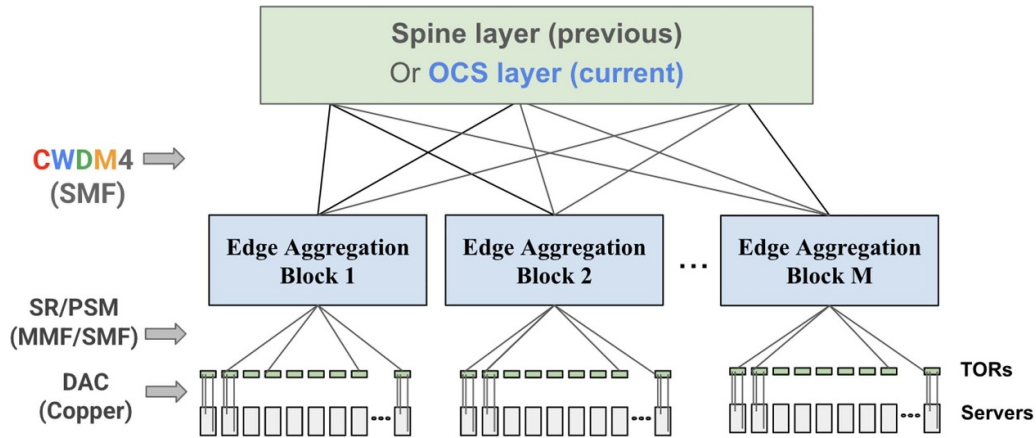 Spine layer (previous)
Or OCS layer (current)
CWDM4
(SMF)
Edge Aggregation
Block 1
Edge Aggregation
Block 2
...
Edge Aggregation
Block M
SR/PSM
(MMF/SMF)
DAC
(Copper)
TORs
Servers